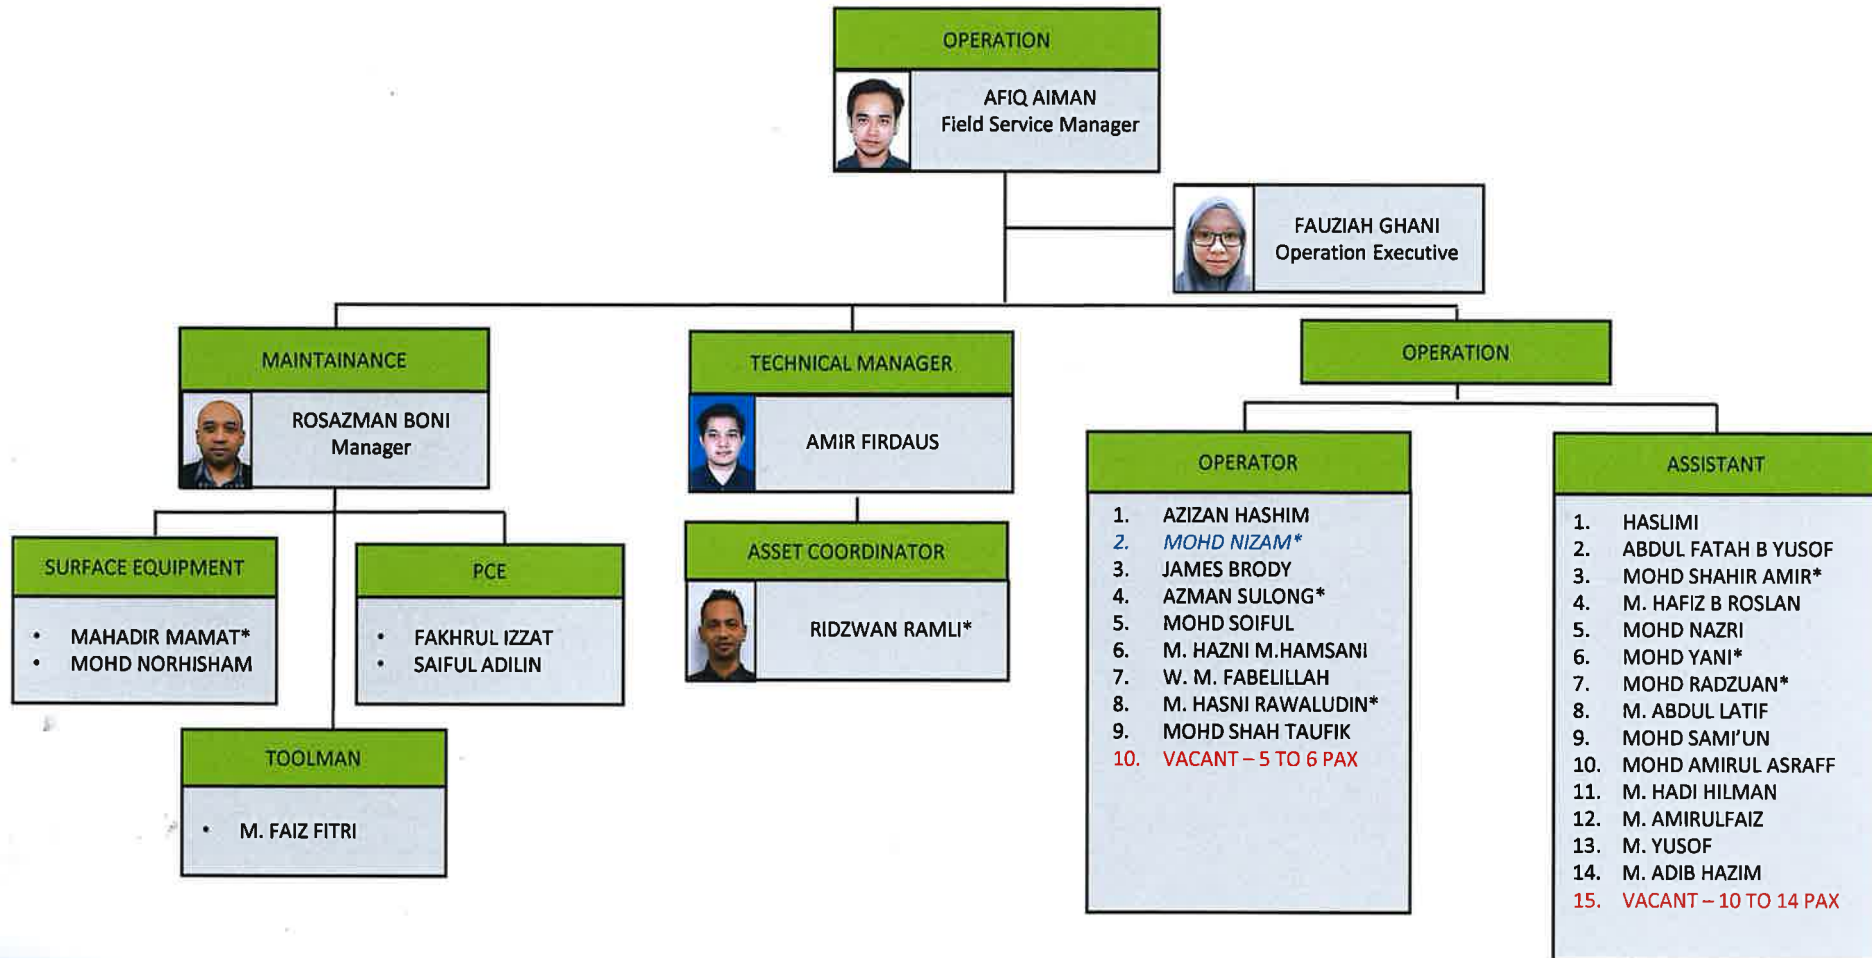 OPERATION
AFIQ AIMAN
Field Service Manager
FAUZIAH GHANI
Operation Executive
MAINTAINANCE
ROSAZMAN BONI
Manager
TECHNICAL MANAGER
AMIR FIRDAUS
OPERATION
SURFACE EQUIPMENT
• MAHADIR MAMAT*
• MOHD NORHISHAM
PCE
• FAKHRUL IZZAT
• SAIFUL ADILIN
TOOLMAN
• M. FAIZ FITRI
ASSET COORDINATOR
RIDZWAN RAMLI*
OPERATOR
1. AZIZAN HASHIM
2. MOHD NIZAM*
3. JAMES BRODY
4. AZMAN SULONG*
5. MOHD SOIFUL
6. M. HAZNI M.HAMSANI
7. W. M. FABELILLAH
8. M. HASNI RAWALUDIN*
9. MOHD SHAH TAUFIK
10. VACANT – 5 TO 6 PAX
ASSISTANT
1. HASLIMI
2. ABDUL FATAH B YUSOF
3. MOHD SHAHIR AMIR*
4. M. HAFIZ B ROSLAN
5. MOHD NAZRI
6. MOHD YANI*
7. MOHD RADZUAN*
8. M. ABDUL LATIF
9. MOHD SAMI'UN
10. MOHD AMIRUL ASRAFF
11. M. HADI HILMAN
12. M. AMIRULFAIZ
13. M. YUSOF
14. M. ADIB HAZIM
15. VACANT – 10 TO 14 PAX